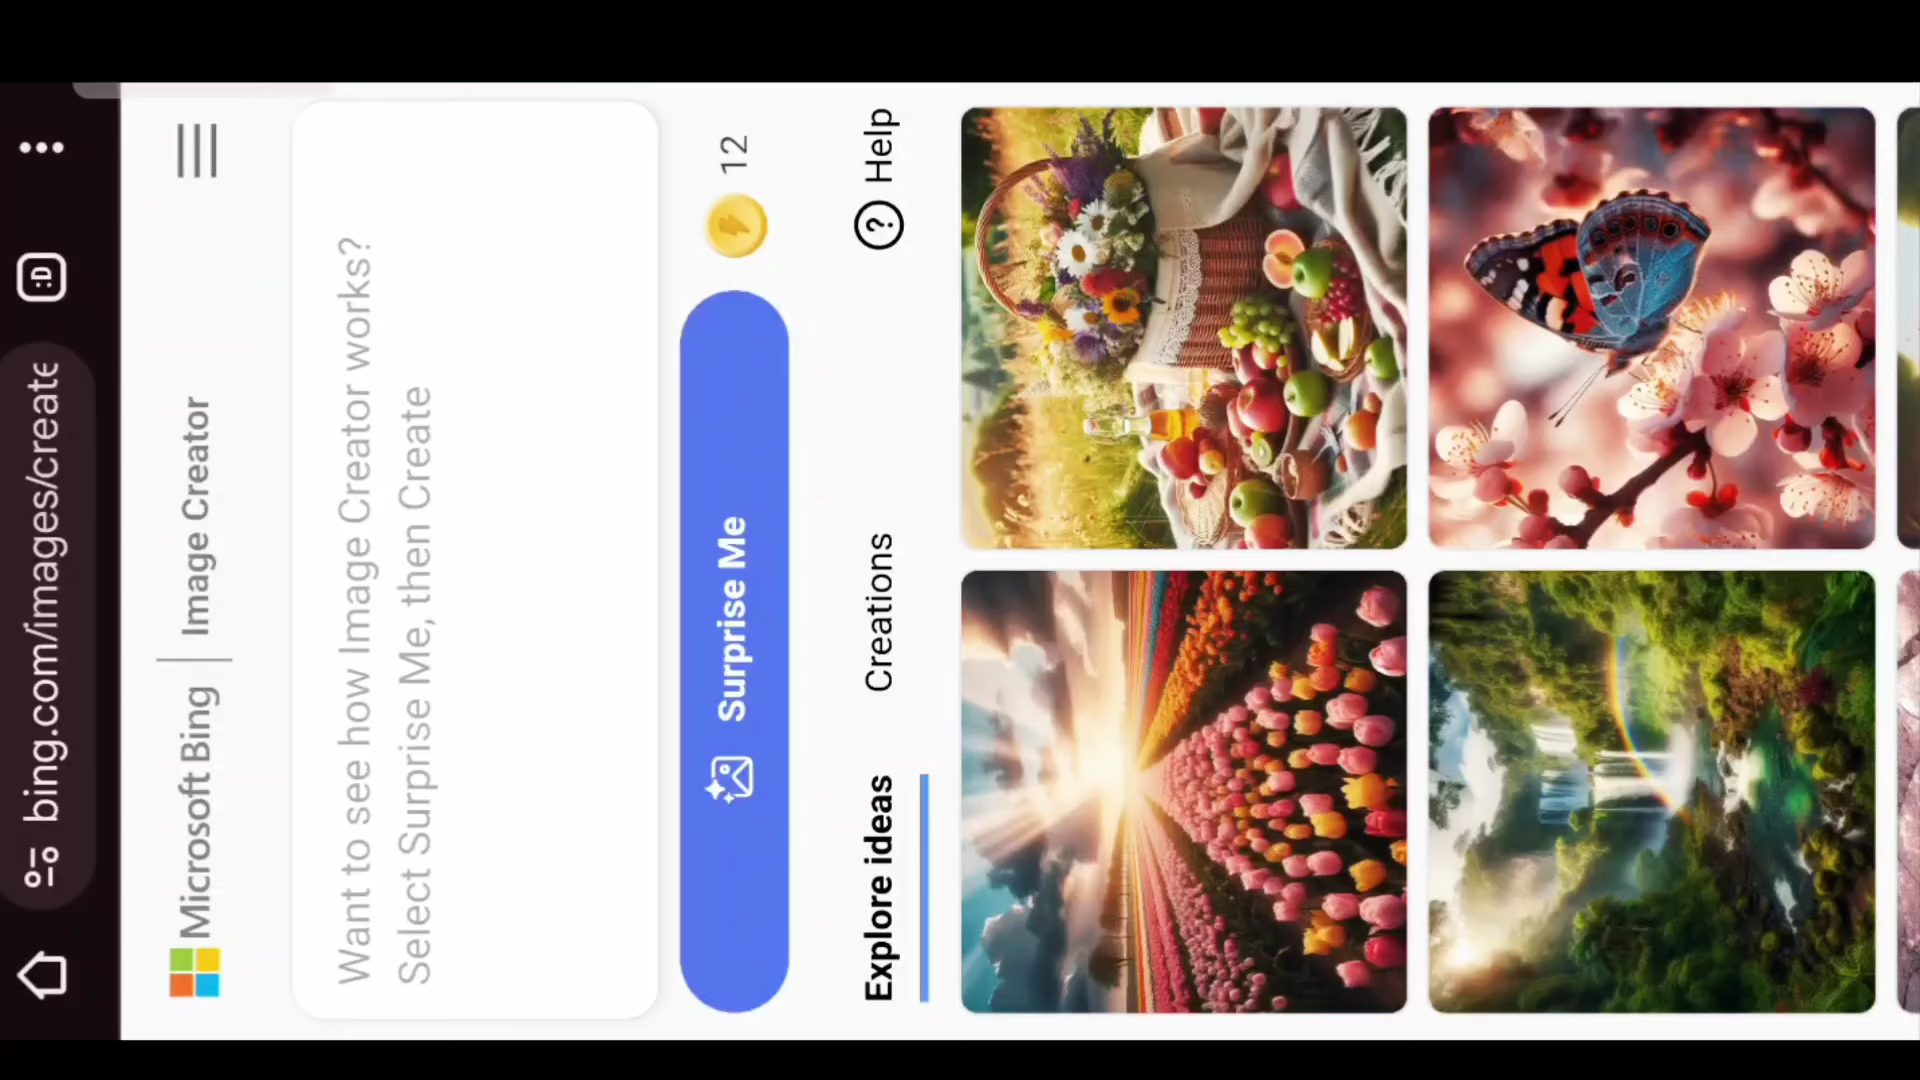 :D
bing.com/images/create
Microsoft Bing | Image Creator
Want to see how Image Creator works?
Select Surprise Me, then Create
Surprise Me
12
Explore ideas
Creations
? Help